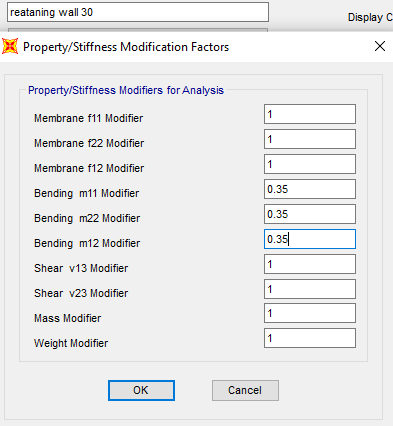 reataning wall 30
Display C
Property/Stiffness Modification Factors
Property/Stiffness Modifiers for Analysis
Membrane f11 Modifier 1
Membrane f22 Modifier 1
Membrane f12 Modifier 1
Bending m11 Modifier 0.35
Bending m22 Modifier 0.35
Bending m12 Modifier 0.35
Shear v13 Modifier 1
Shear v23 Modifier 1
Mass Modifier 1
Weight Modifier 1
OK Cancel